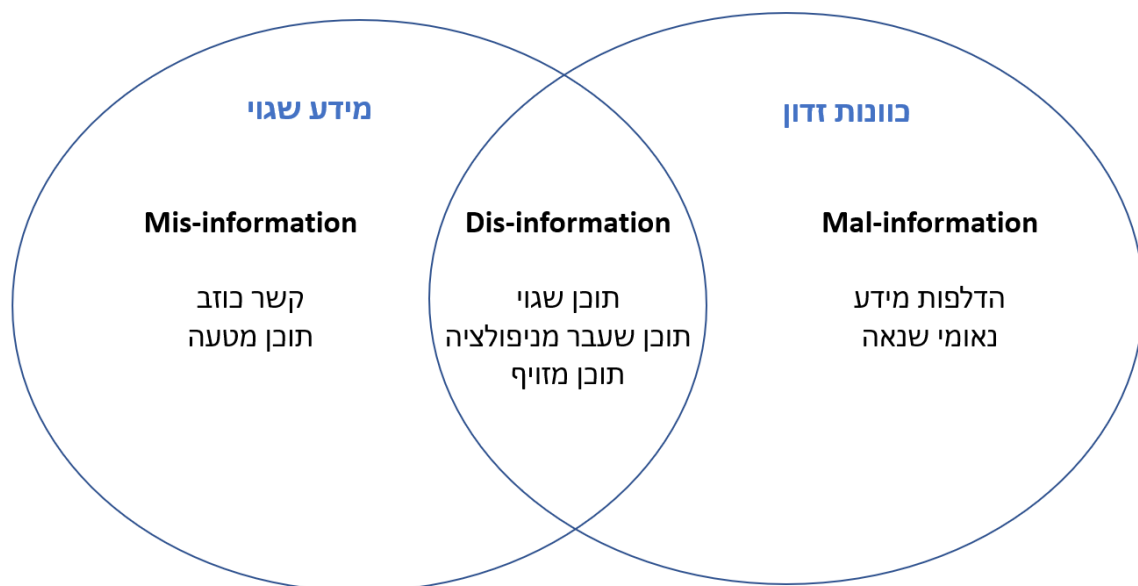 מידע שגוי
כוונות זדון
Mis-information
קשר כוזב
תוכן מטעה
Dis-information
תוכן שגוי
תוכן שעבר מניפולציה
תוכן מזויף
Mal-information
הדלפות מידע
נאומי שנאה